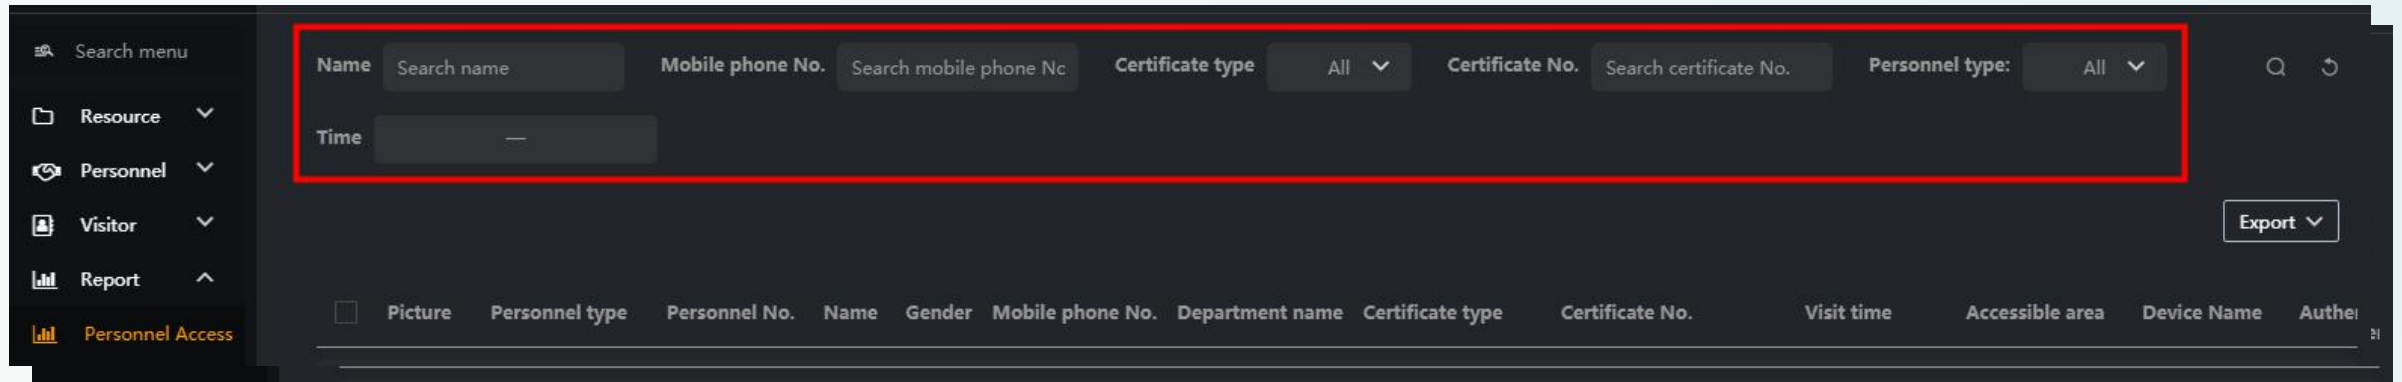 Search menu
Resource
Personnel
Visitor
Report
Personnel Access
Name Search name Mobile phone No. Search mobile phone Nc Certificate type All Certificate No. Search certificate No. Personnel type: All
Time —
Export
Picture Personnel type Personnel No. Name Gender Mobile phone No. Department name Certificate type Certificate No. Visit time Accessible area Device Name Authe